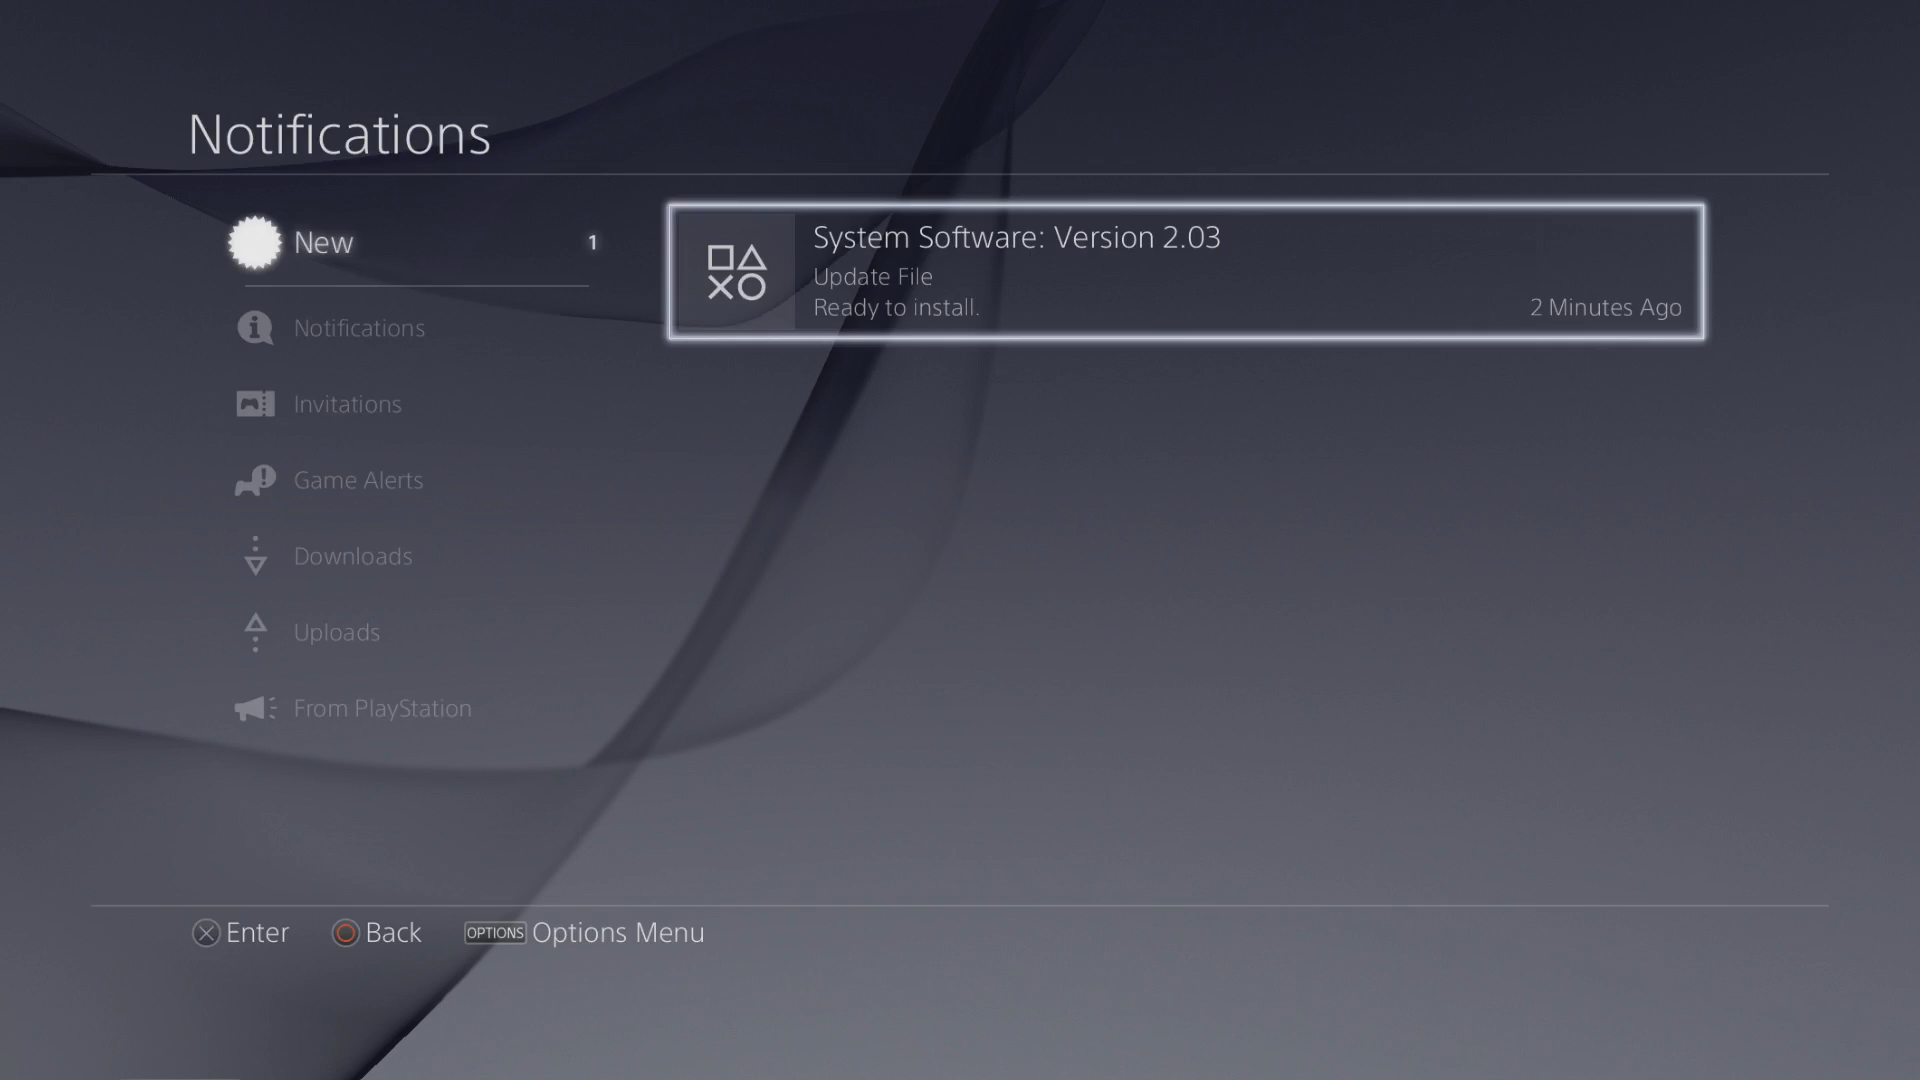 Notifications
New 1
Notifications
Invitations
Game Alerts
Downloads
Uploads
From PlayStation
System Software: Version 2.03
Update File
Ready to install. 2 Minutes Ago
Enter Back OPTIONS Options Menu